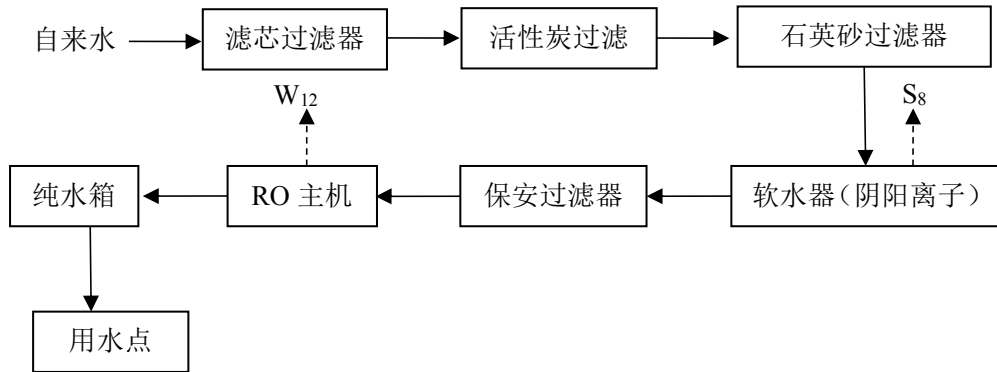 自来水
滤芯过滤器
活性炭过滤
石英砂过滤器
W₁₂
S₈
纯水箱
RO 主机
保安过滤器
软水器（阴阳离子）
用水点